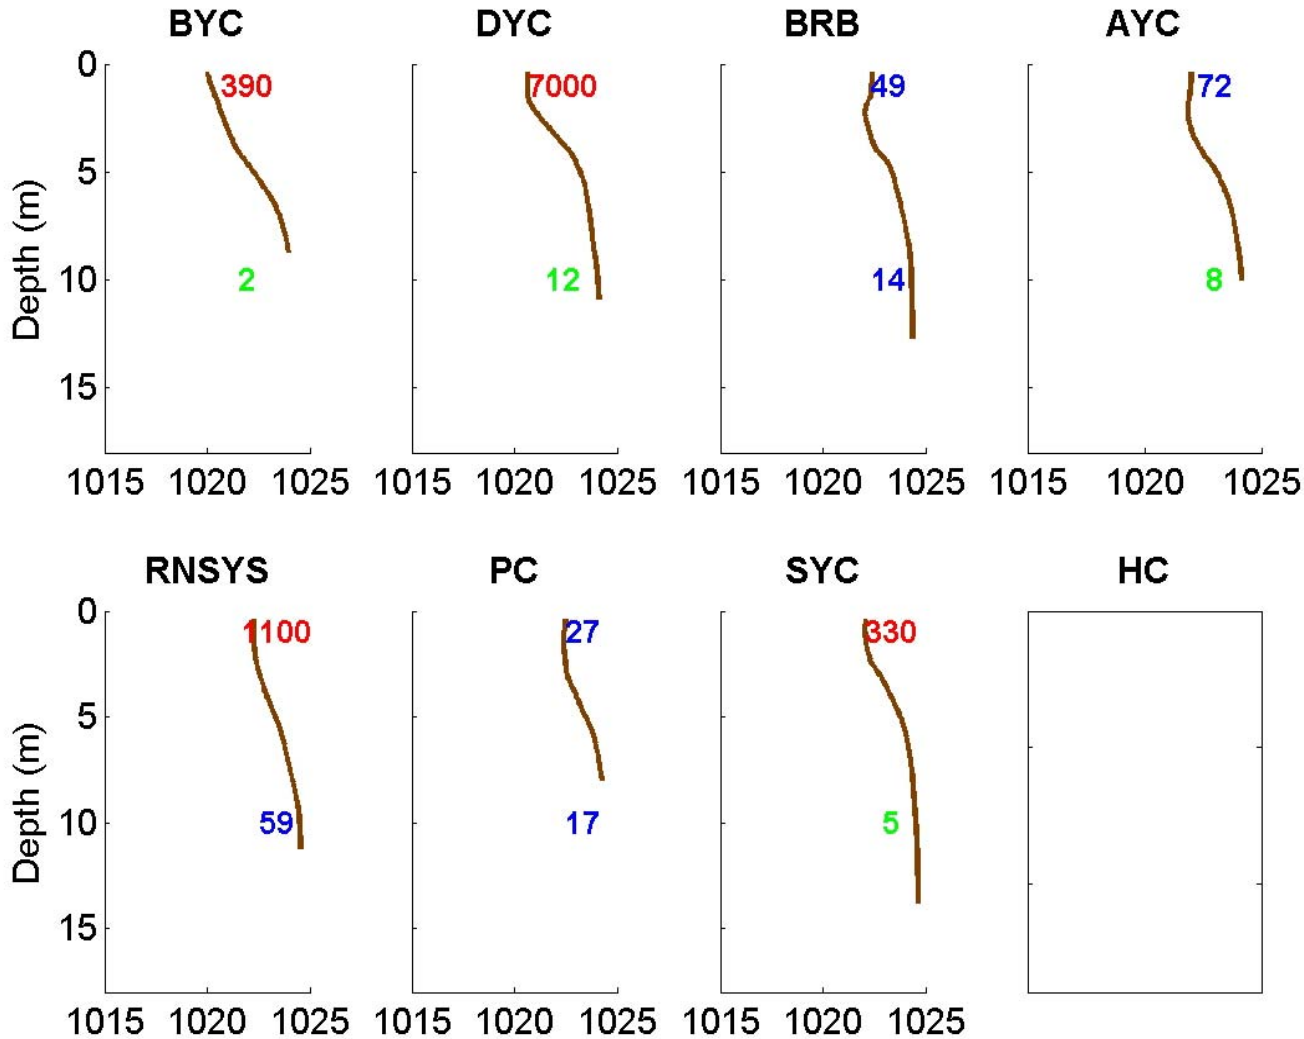 BYC DYC BRB AYC
0 390 7000 49 72
5
Depth (m)
10 2 12 14 8
15
1015 1020 1025 1015 1020 1025 1015 1020 1025 1015 1020 1025
RNSYS PC SYC HC
0 1100 27 330
5
Depth (m)
10 59 17 5
15
1015 1020 1025 1015 1020 1025 1015 1020 1025